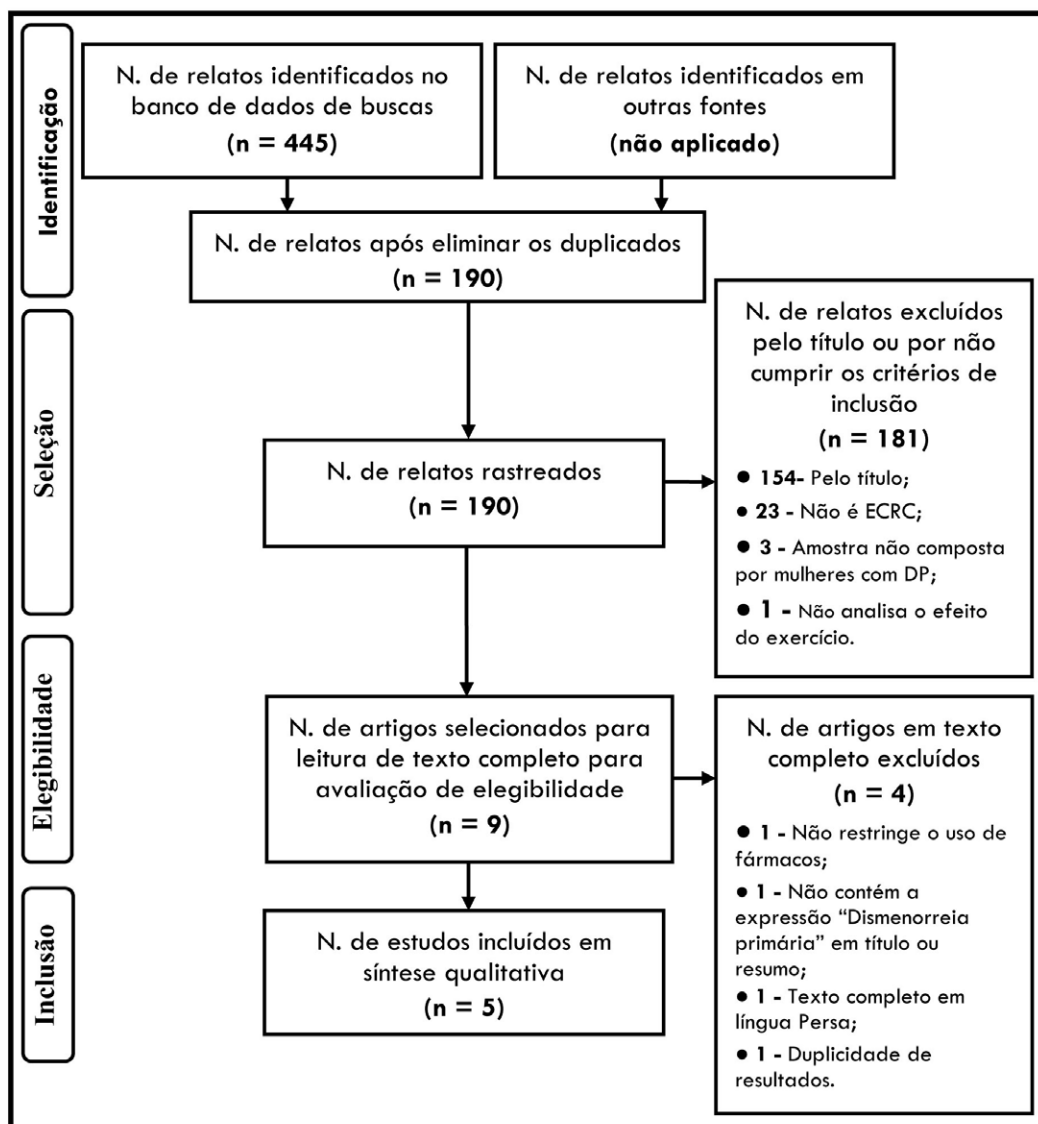 Identificação
N. de relatos identificados no
banco de dados de buscas
(n = 445)
N. de relatos identificados em
outras fontes
(não aplicado)
N. de relatos após eliminar os duplicados
(n = 190)
Seleção
N. de relatos rastreados
(n = 190)
N. de relatos excluídos
pelo título ou por não
cumprir os critérios de
inclusão
(n = 181)
● 154- Pelo título;
● 23 - Não é ECRC;
● 3 - Amostra não composta
por mulheres com DP;
● 1 - Não analisa o efeito
do exercício.
Elegibilidade
N. de artigos selecionados para
leitura de texto completo para
avaliação de elegibilidade
(n = 9)
N. de artigos em texto
completo excluídos
(n = 4)
● 1 - Não restringe o uso de
fármacos;
● 1 - Não contém a
expressão “Dismenorreia
primária” em título ou
resumo;
● 1 - Texto completo em
língua Persa;
● 1 - Duplicidade de
resultados.
Inclusão
N. de estudos incluídos em
síntese qualitativa
(n = 5)